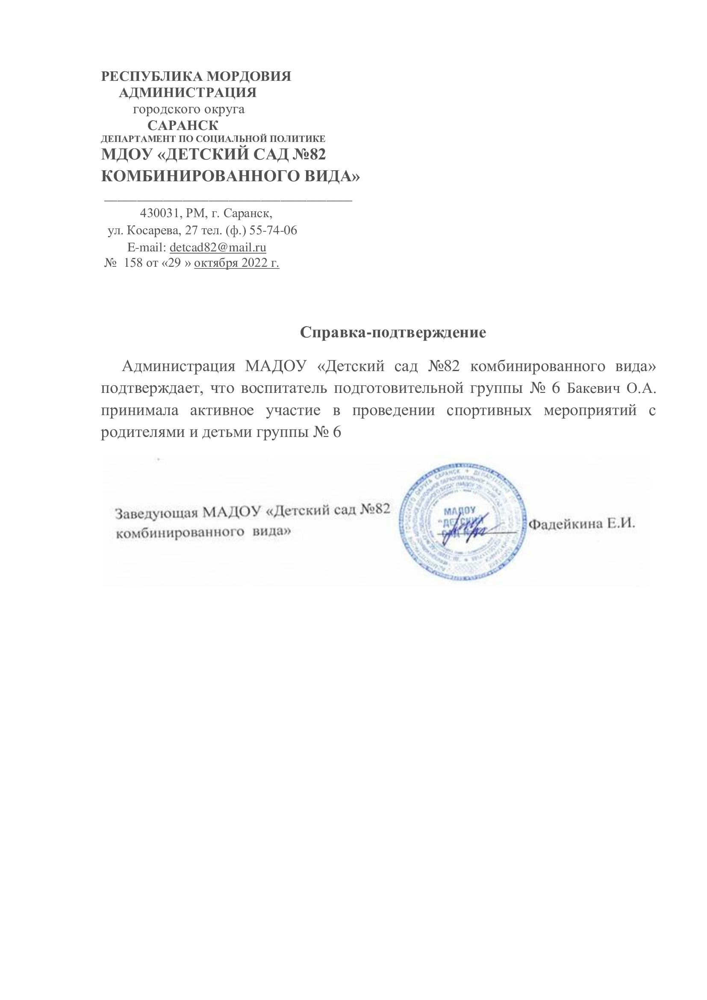 РЕСПУБЛИКА МОРДОВИЯ
АДМИНИСТРАЦИЯ
городского округа
САРАНСК
ДЕПАРТАМЕНТ ПО СОЦИАЛЬНОЙ ПОЛИТИКЕ
МДОУ «ДЕТСКИЙ САД №82
КОМБИНИРОВАННОГО ВИДА»
430031, РМ, г. Саранск,
ул. Косарева, 27 тел. (ф.) 55-74-06
E-mail: detcad82@mail.ru
№ 158 от «29 » октября 2022 г.
Справка-подтверждение
Администрация МАДОУ «Детский сад №82 комбинированного вида»
подтверждает, что воспитатель подготовительной группы № 6 Бакевич О.А.
принимала активное участие в проведении спортивных мероприятий с
родителями и детьми группы № 6
Заведующая МАДОУ «Детский сад №82
комбинированного вида»
МАДОУ
"ДЕТСКИЙ
САД
Фадейкина Е.И.